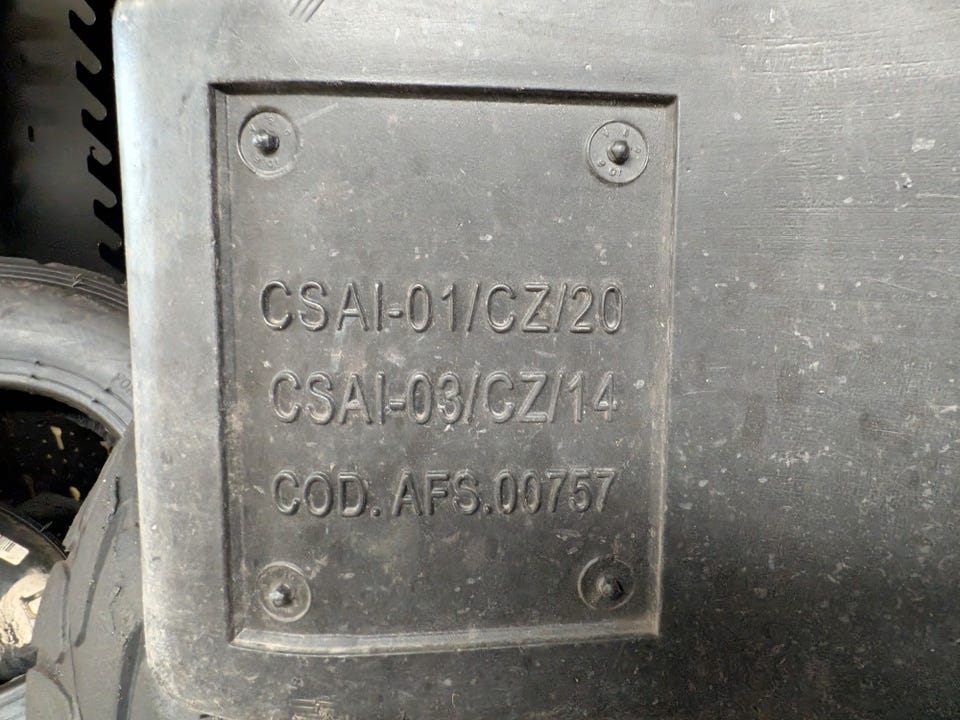 CSAI-01/CZ/20
CSAI-03/CZ/14
COD. AFS.00757